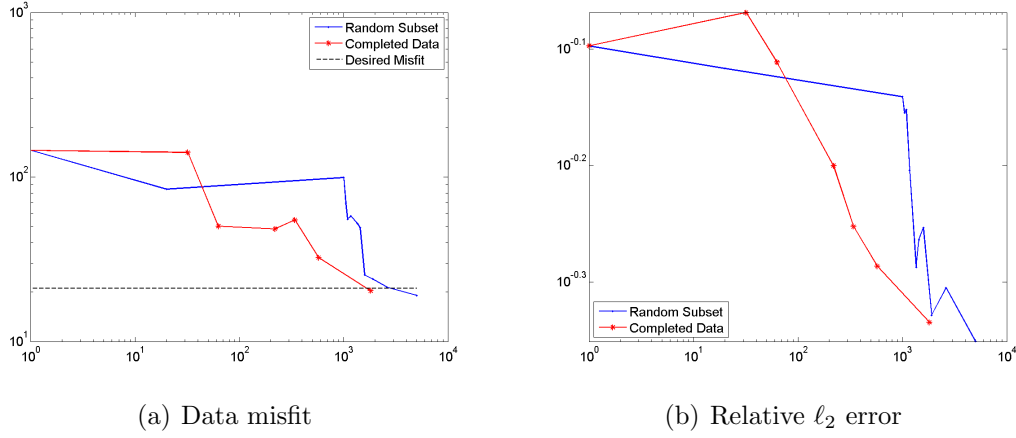 10^3
10^2
10^1
10^0 10^1 10^2 10^3 10^4
Random Subset
Completed Data
Desired Misfit
(a) Data misfit
10^-0.1
10^-0.2
10^-0.3
10^0 10^1 10^2 10^3 10^4
Random Subset
Completed Data
(b) Relative ℓ2 error